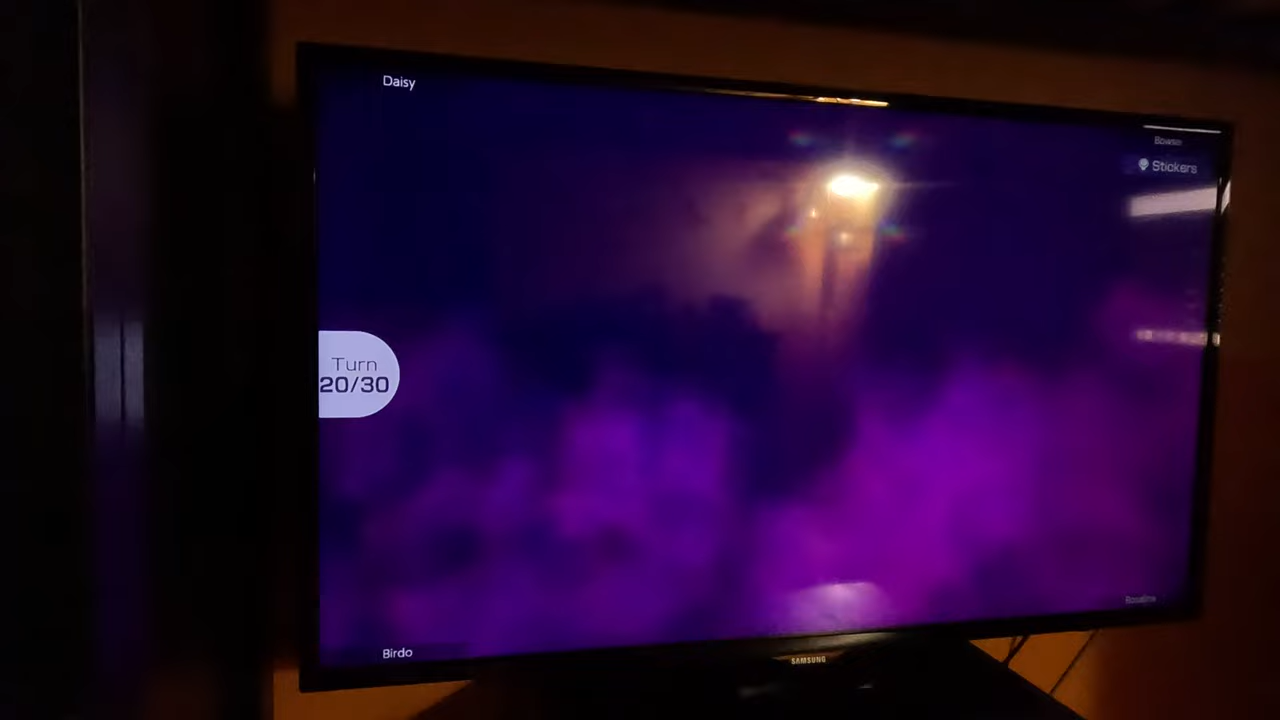 Daisy
Bowser
Stickers
Turn
20/30
Rosalina
Birdo
SAMSUNG